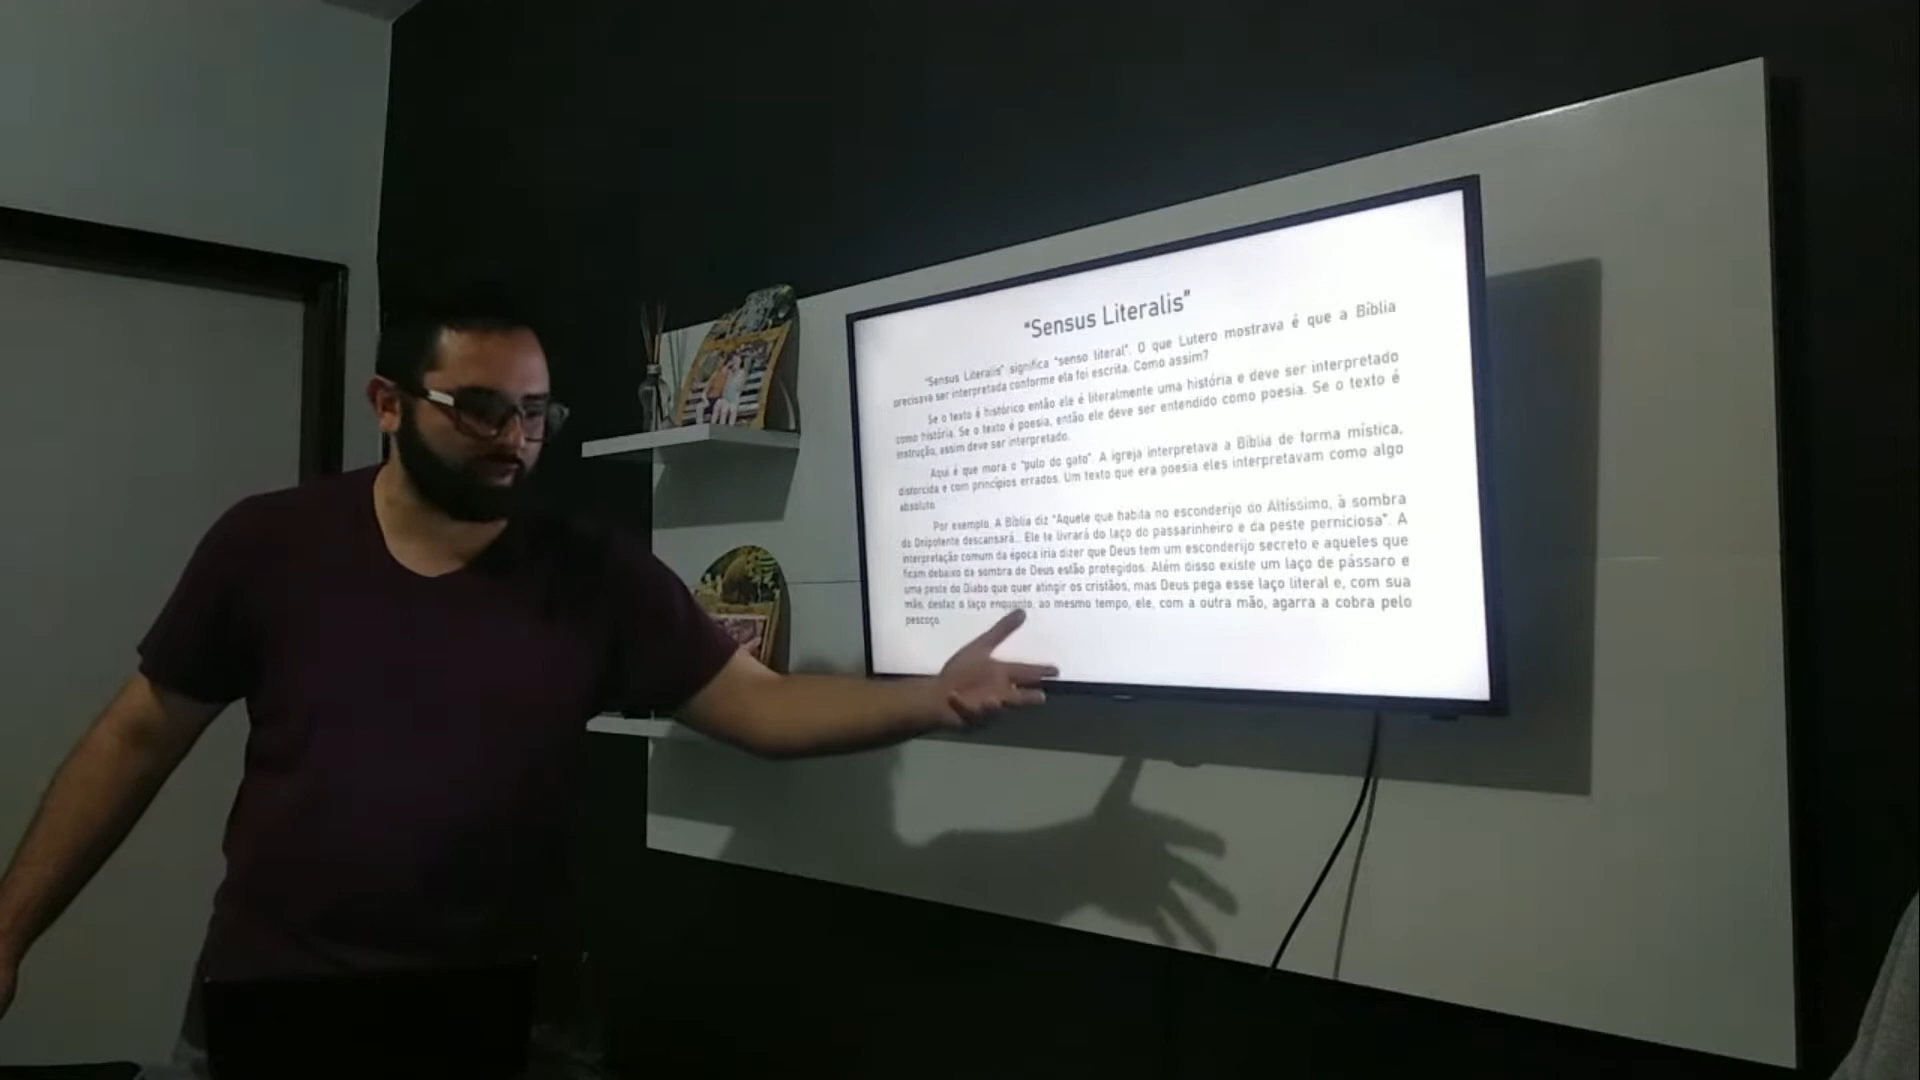 "Sensus Literalis"
"Sensus Literalis" significa "senso literal". O que Lutero mostrava é que a Bíblia
precisava ser interpretada conforme ela foi escrita. Como assim?
Se o texto é histórico então ele é literalmente uma história e deve ser interpretado
como história. Se o texto é poesia, então ele deve ser entendido como poesia. Se o texto é
instrução, assim deve ser interpretado.
Aqui é que mora o "pulo do gato". A igreja interpretava a Bíblia de forma mística,
distorcida e com princípios errados. Um texto que era poesia eles interpretavam como algo
absoluto.
Por exemplo. A Bíblia diz "Aquele que habita no esconderijo do Altíssimo, à sombra
do Onipotente descansará... Ele te livrará do laço do passarinheiro e da peste perniciosa". A
interpretação comum da época iria dizer que Deus tem um esconderijo secreto e aqueles que
ficam debaixo da sombra de Deus estão protegidos. Além disso existe um laço de pássaro e
uma peste do Diabo que quer atingir os cristãos, mas Deus pega esse laço literal e, com sua
mão, desfaz o laço enquanto, ao mesmo tempo, ele, com a outra mão, agarra a cobra pelo
pescoço.